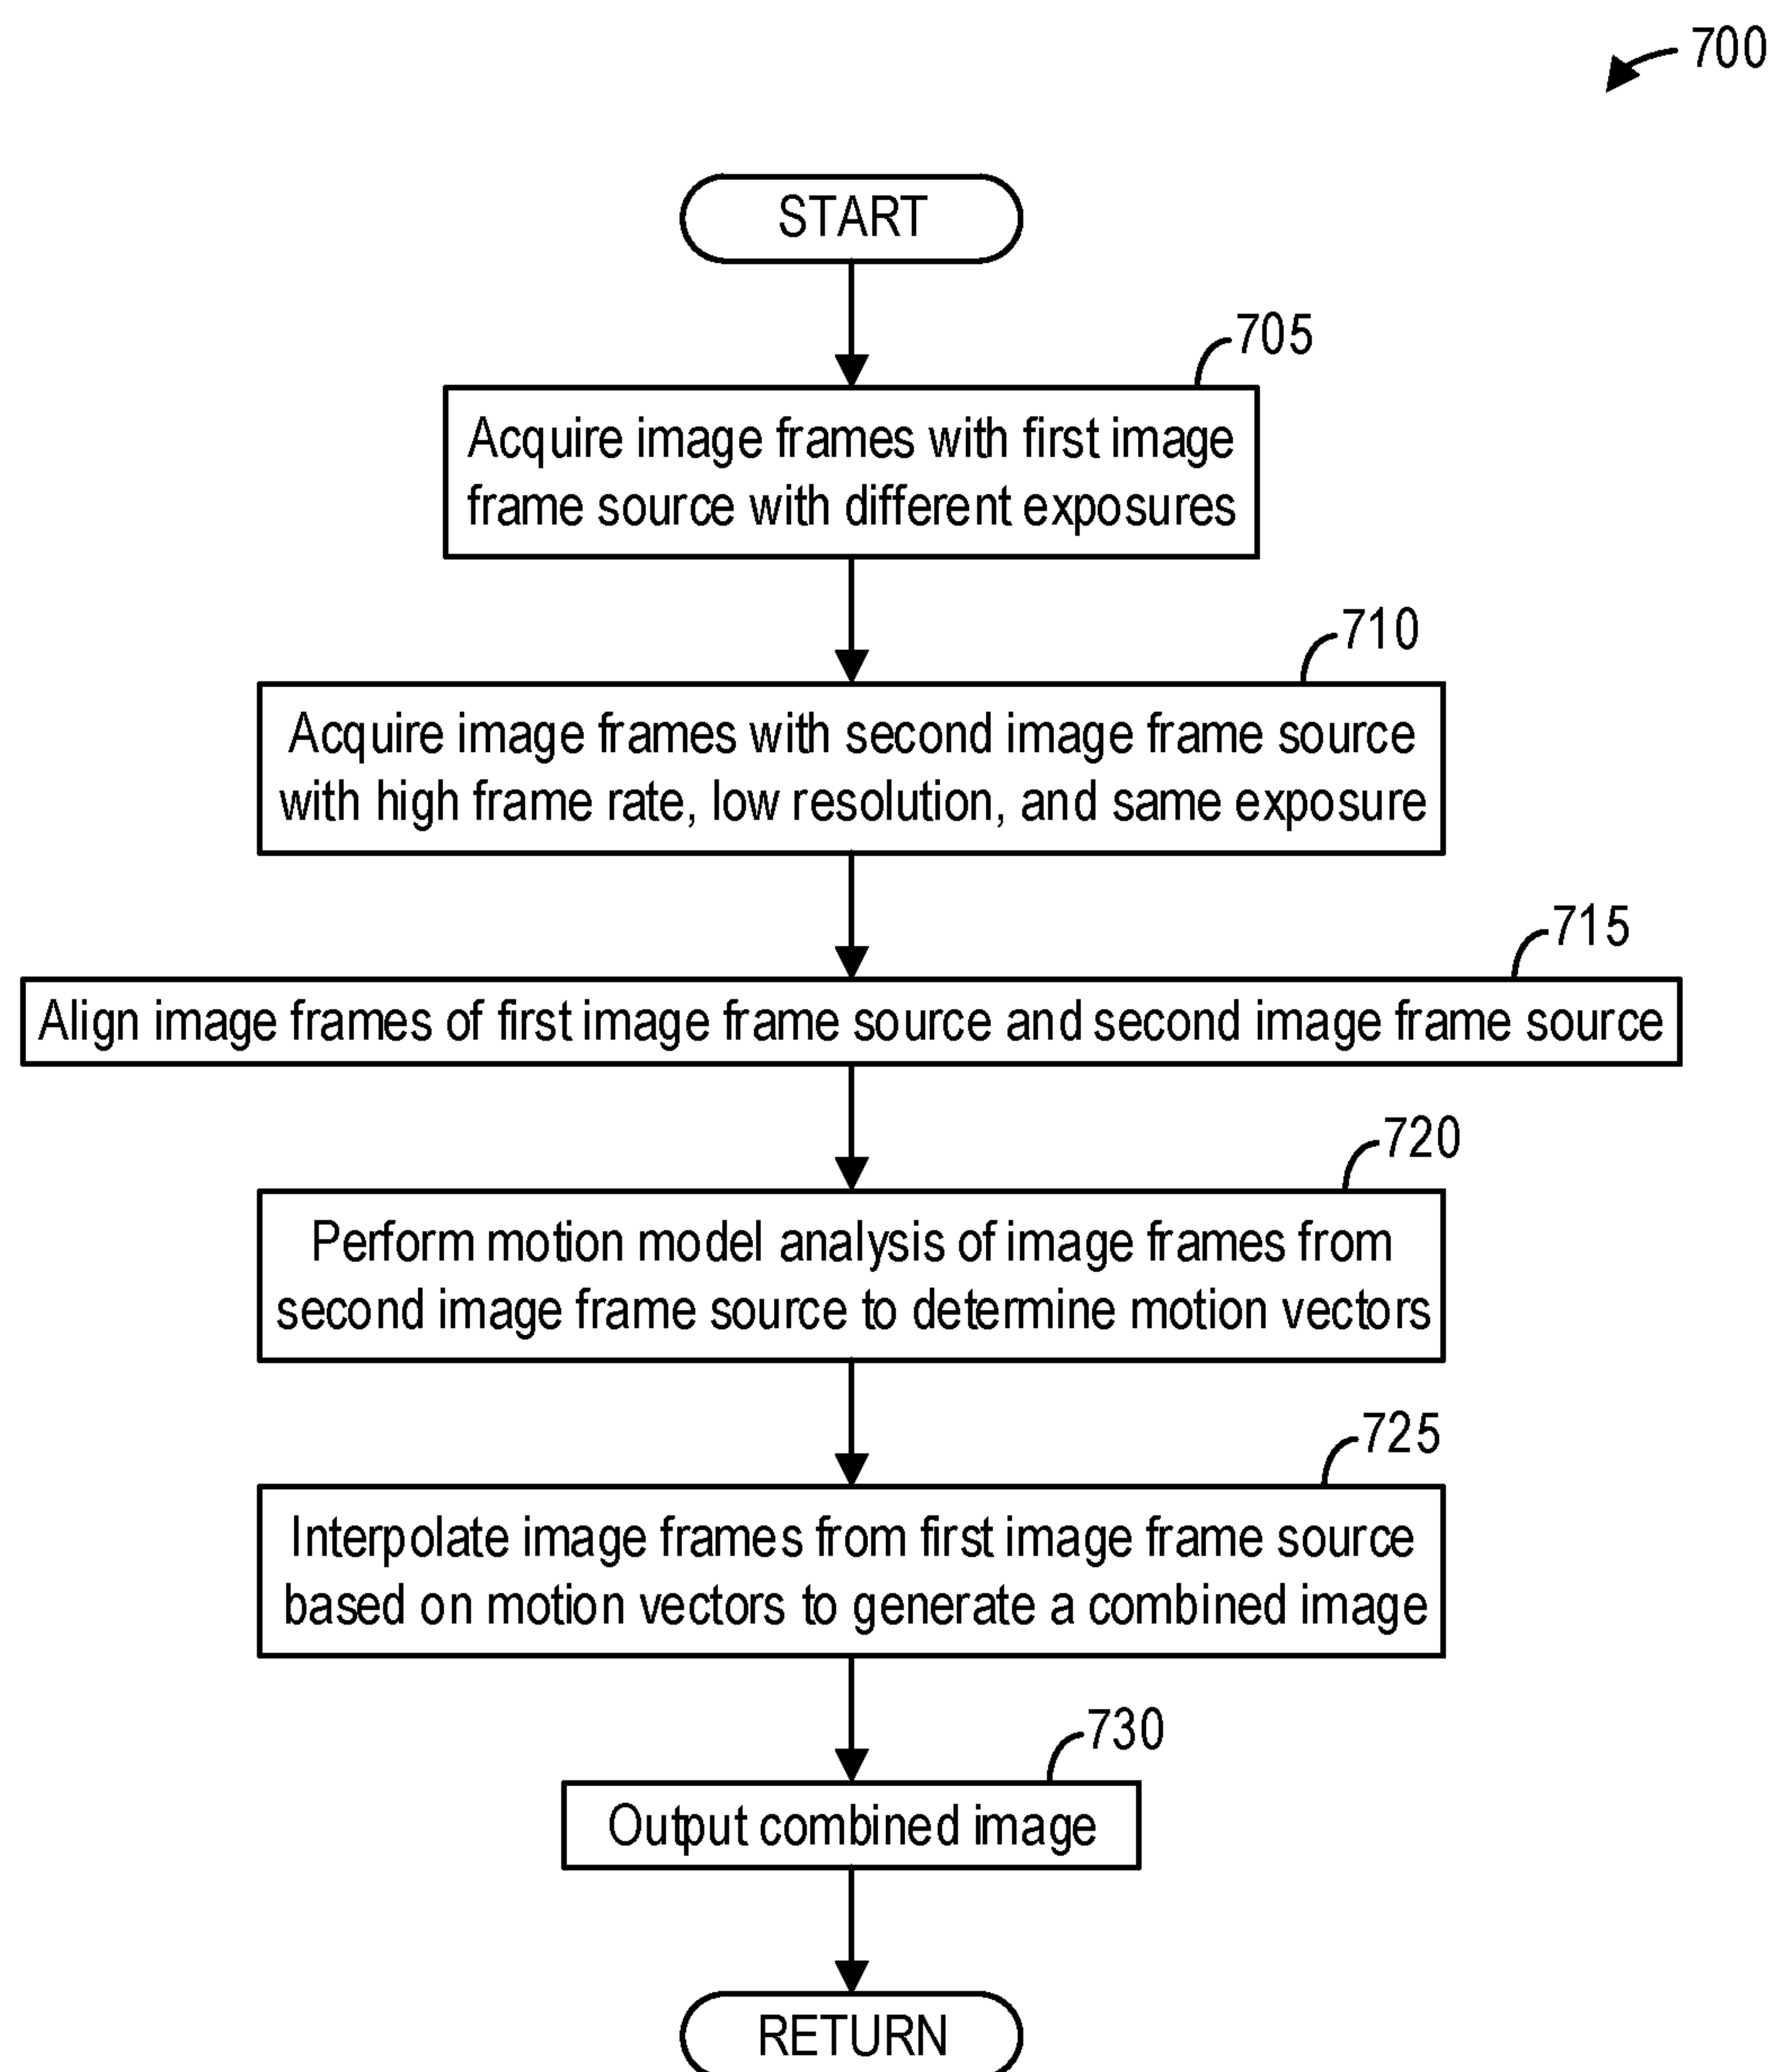 700
START
705
Acquire image frames with first image
frame source with different exposures
710
Acquire image frames with second image frame source
with high frame rate, low resolution, and same exposure
715
Align image frames of first image frame source and second image frame source
720
Perform motion model analysis of image frames from
second image frame source to determine motion vectors
725
Interpolate image frames from first image frame source
based on motion vectors to generate a combined image
730
Output combined image
RETURN